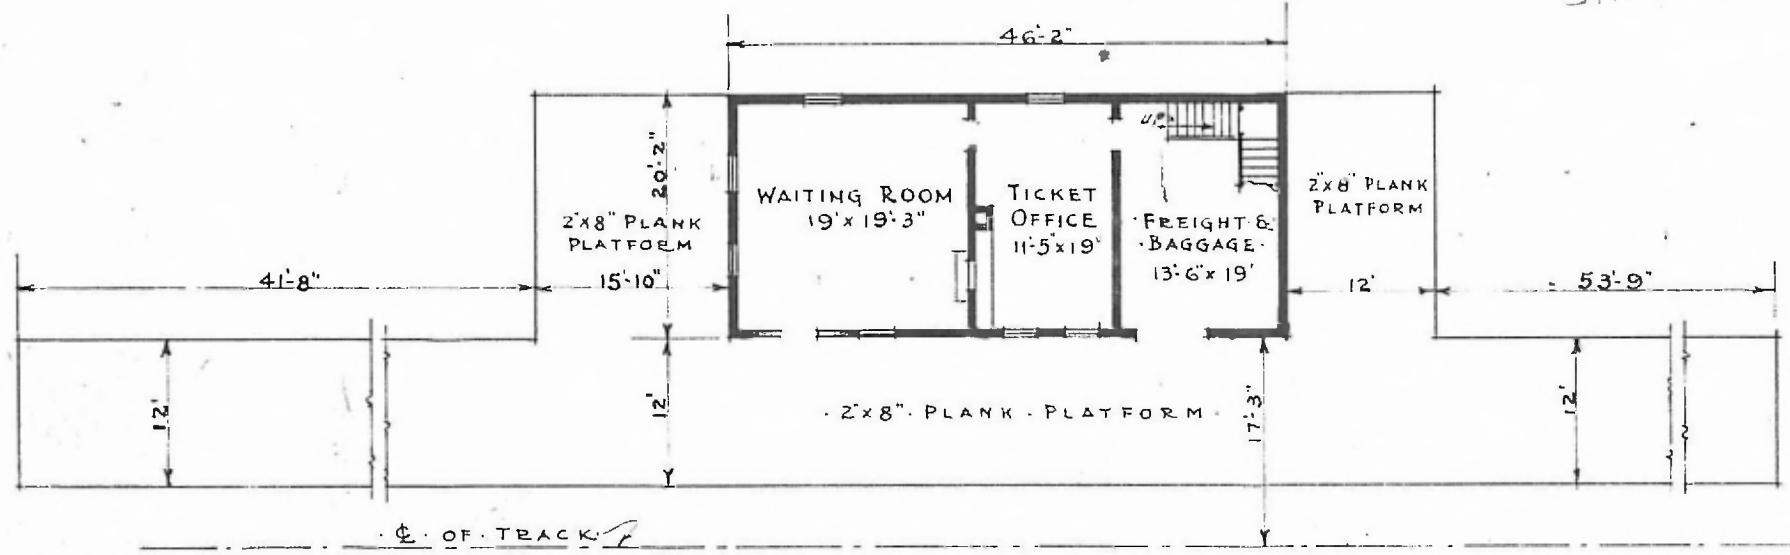 46'-2"
20'-2"
UP
WAITING ROOM
19' x 19'-3"
TICKET
OFFICE
11'-5" x 19'
· FREIGHT · &
· BAGGAGE ·
13'-6" x 19'
2"x8" PLANK
PLATFORM
2"x8" PLANK
PLATFORM
41'-8"
15'-10"
12'
53'-9"
12'
12'
· 2"x8" · PLANK · PLATFORM ·
17'-3"
12'
· ℄ · OF · TRACK ·